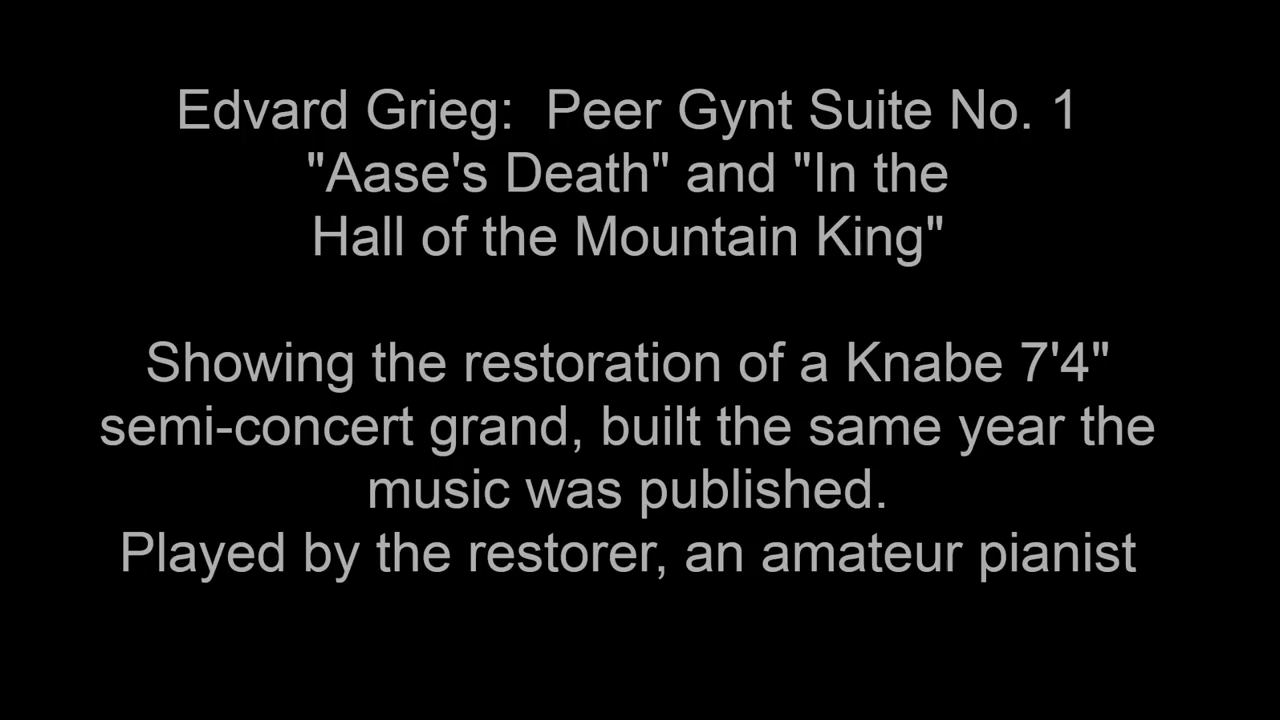 Edvard Grieg:  Peer Gynt Suite No. 1
"Aase's Death" and "In the
Hall of the Mountain King"
Showing the restoration of a Knabe 7'4"
semi-concert grand, built the same year the
music was published.
Played by the restorer, an amateur pianist